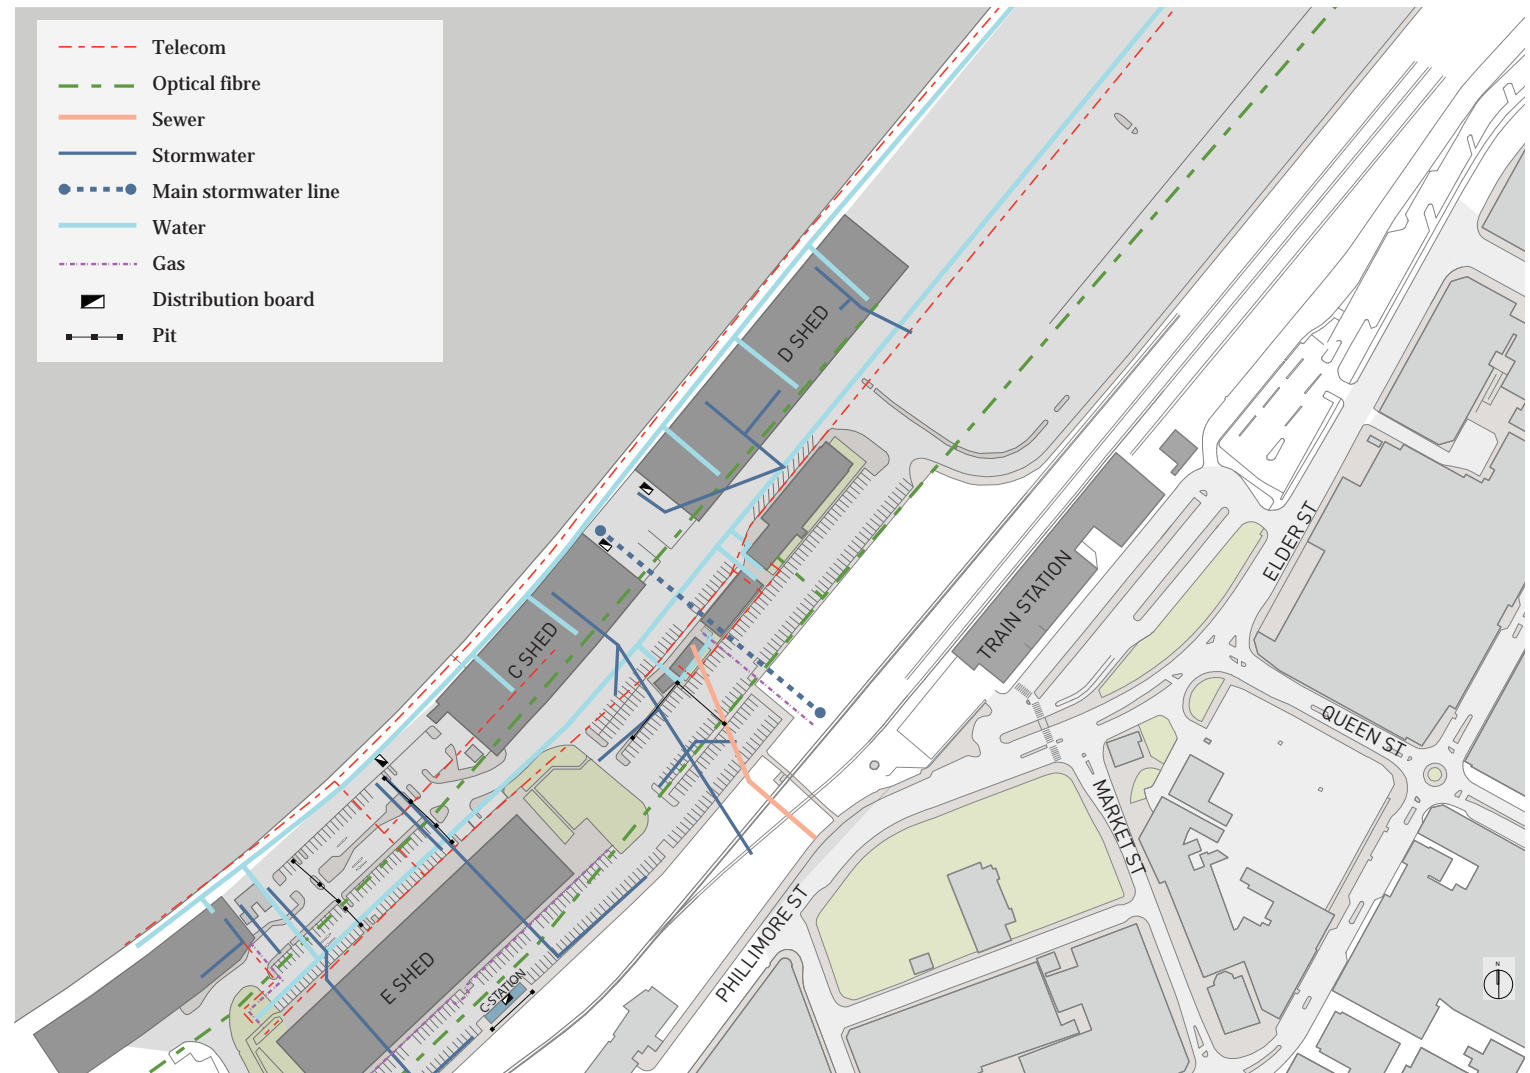 Telecom
Optical fibre
Sewer
Stormwater
Main stormwater line
Water
Gas
Distribution board
Pit
D SHED
C SHED
E SHED
C-STATION
TRAIN STATION
ELDER ST
QUEEN ST
MARKET ST
PHILLIMORE ST
N